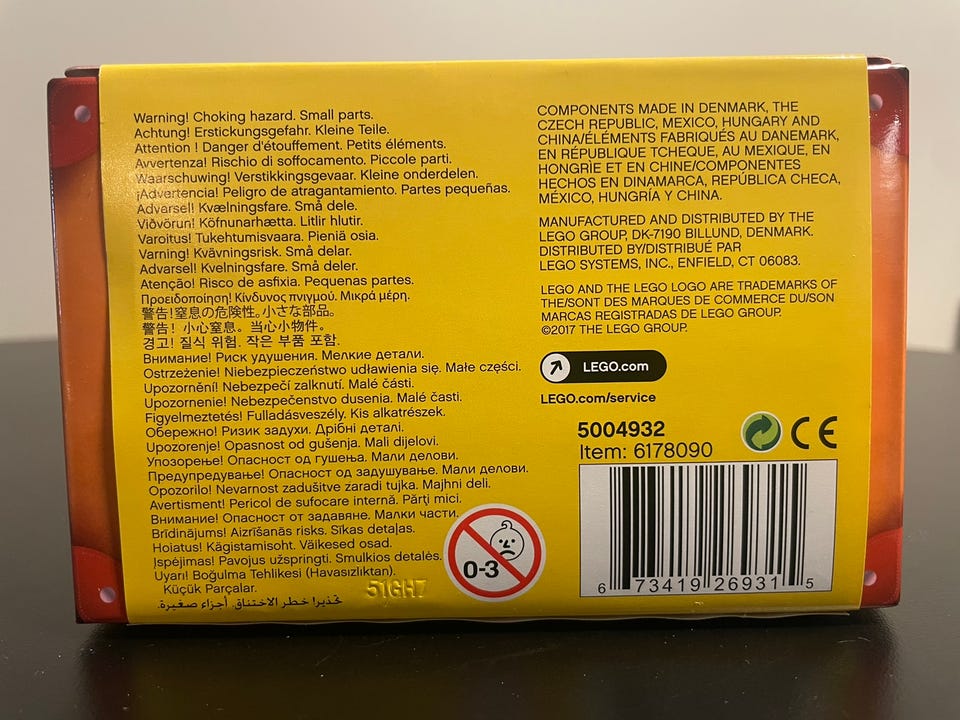 Warning! Choking hazard. Small parts.
Achtung! Erstickungsgefahr. Kleine Teile.
Attention ! Danger d'étouffement. Petits éléments.
Avvertenza! Rischio di soffocamento. Piccole parti.
Waarschuwing! Verstikkingsgevaar. Kleine onderdelen.
¡Advertencia! Peligro de atragantamiento. Partes pequeñas.
Advarsel! Kvælningsfare. Små dele.
Viðvörun! Köfnunarhætta. Litlir hlutir.
Varoitus! Tukehtumisvaara. Pieniä osia.
Varning! Kvävningsrisk. Små delar.
Advarsel! Kvelningsfare. Små deler.
Atenção! Risco de asfixia. Pequenas partes.
Προειδοποίηση! Κίνδυνος πνιγμού. Μικρά μέρη.
警告!窒息の危険性。小さな部品。
警告！小心窒息。当心小物件。
경고! 질식 위험. 작은 부품 포함.
Внимание! Риск удушения. Мелкие детали.
Ostrzeżenie! Niebezpieczeństwo udławienia się. Małe części.
Upozornění! Nebezpečí zalknutí. Malé části.
Upozornenie! Nebezpečenstvo dusenia. Malé časti.
Figyelmeztetés! Fulladásveszély. Kis alkatrészek.
Обережно! Ризик задухи. Дрібні деталі.
Upozorenje! Opasnost od gušenja. Mali dijelovi.
Упозорење! Опасност од гушења. Мали делови.
Предупредување! Опасност од задушување. Мали делови.
Opozorilo! Nevarnost zadušitve zaradi tujka. Majhni deli.
Avertisment! Pericol de sufocare internă. Părţi mici.
Внимание! Опасност от задавяне. Малки части.
Brīdinājums! Aizrīšanās risks. Sīkas detaļas.
Hoiatus! Kägistamisoht. Väikesed osad.
Įspėjimas! Pavojus užspringti. Smulkios detalės.
Uyarı! Boğulma Tehlikesi (Havasızlıktan).
Küçük Parçalar.
تحذير! خطر الاختناق. أجزاء صغيرة.
51GH7
0-3
COMPONENTS MADE IN DENMARK, THE
CZECH REPUBLIC, MEXICO, HUNGARY AND
CHINA/ÉLÉMENTS FABRIQUÉS AU DANEMARK,
EN RÉPUBLIQUE TCHEQUE, AU MEXIQUE, EN
HONGRIE ET EN CHINE/COMPONENTES
HECHOS EN DINAMARCA, REPÚBLICA CHECA,
MÉXICO, HUNGRÍA Y CHINA.
MANUFACTURED AND DISTRIBUTED BY THE
LEGO GROUP, DK-7190 BILLUND, DENMARK.
DISTRIBUTED BY/DISTRIBUÉ PAR
LEGO SYSTEMS, INC., ENFIELD, CT 06083.
LEGO AND THE LEGO LOGO ARE TRADEMARKS OF
THE/SONT DES MARQUES DE COMMERCE DU/SON
MARCAS REGISTRADAS DE LEGO GROUP.
©2017 THE LEGO GROUP.
LEGO.com
LEGO.com/service
5004932
Item: 6178090
CE
6 73419 26931 5